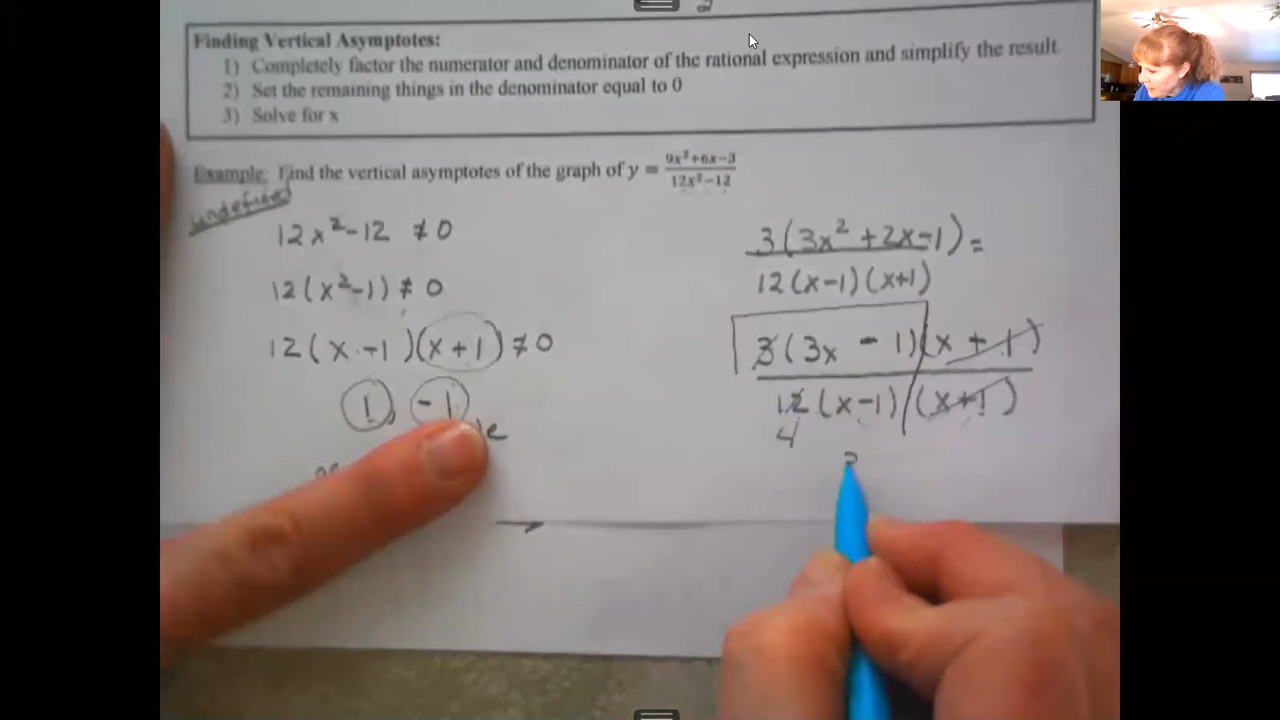 Finding Vertical Asymptotes:
1) Completely factor the numerator and denominator of the rational expression and simplify the result
2) Set the remaining things in the denominator equal to 0
3) Solve for x
Example. Find the vertical asymptotes of the graph of y = \frac{9x²+6x−3}{12x²−12}
undefined
12x² − 12 ≠ 0
12(x² − 1) ≠ 0
12(x − 1)(x + 1) ≠ 0
1, −1
3(3x² + 2x − 1) =
12(x − 1)(x + 1)
3(3x − 1)(x + 1)
12(x − 1)(x + 1)
4